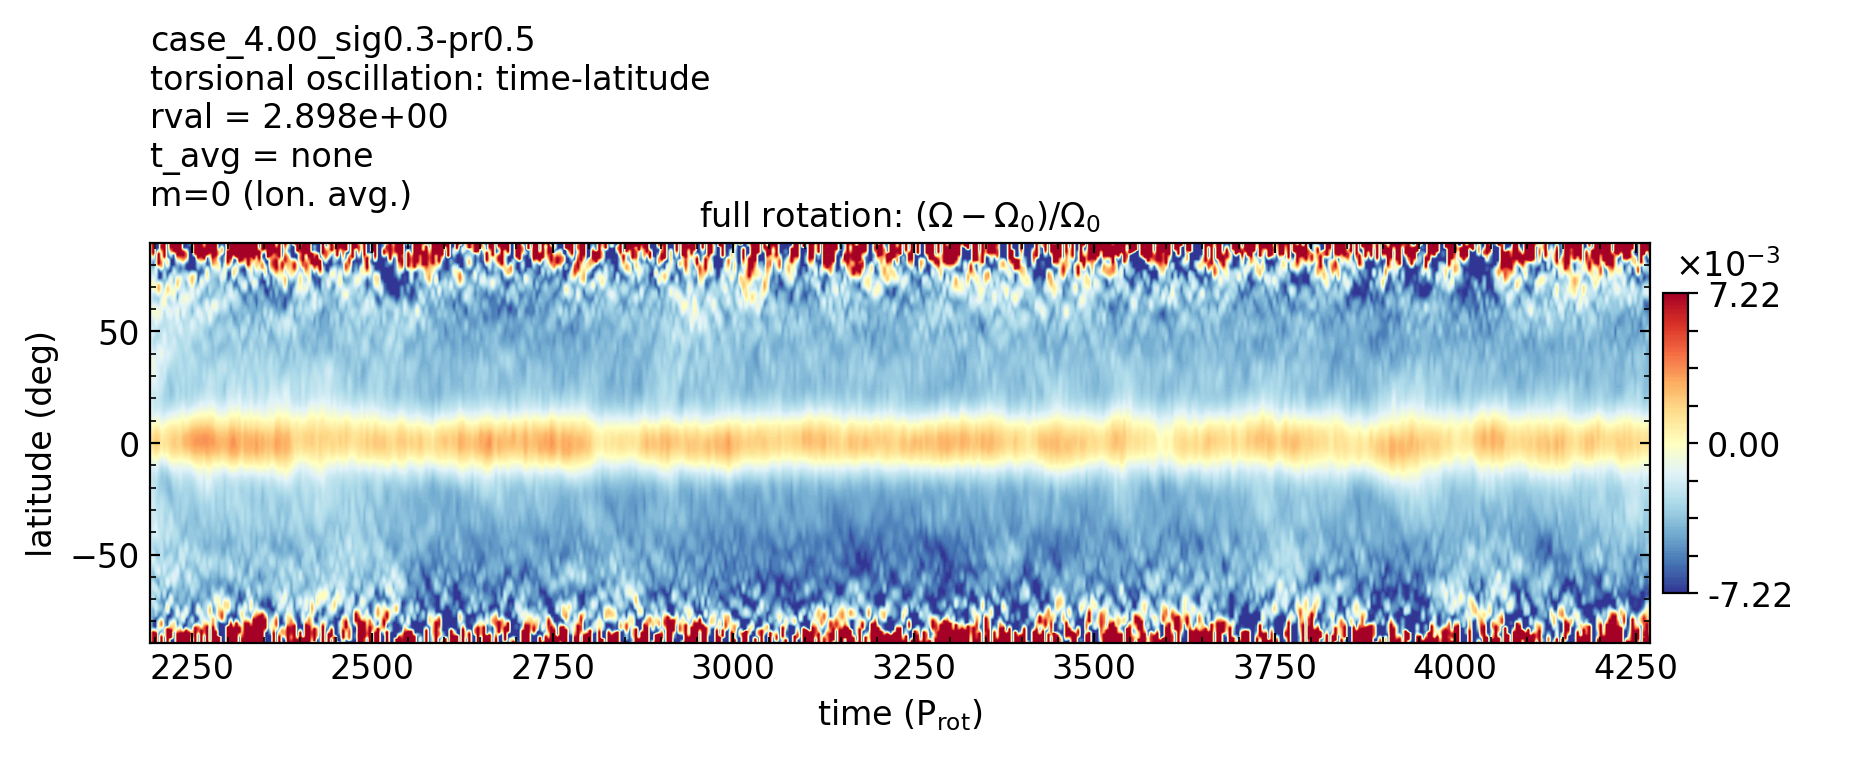 case_4.00_sig0.3-pr0.5
torsional oscillation: time-latitude
rval = 2.898e+00
t_avg = none
m=0 (lon. avg.)
full rotation: (Ω − Ω₀)/Ω₀
×10⁻³
7.22
0.00
-7.22
latitude (deg)
50
0
−50
2250 2500 2750 3000 3250 3500 3750 4000 4250
time (P_rot)